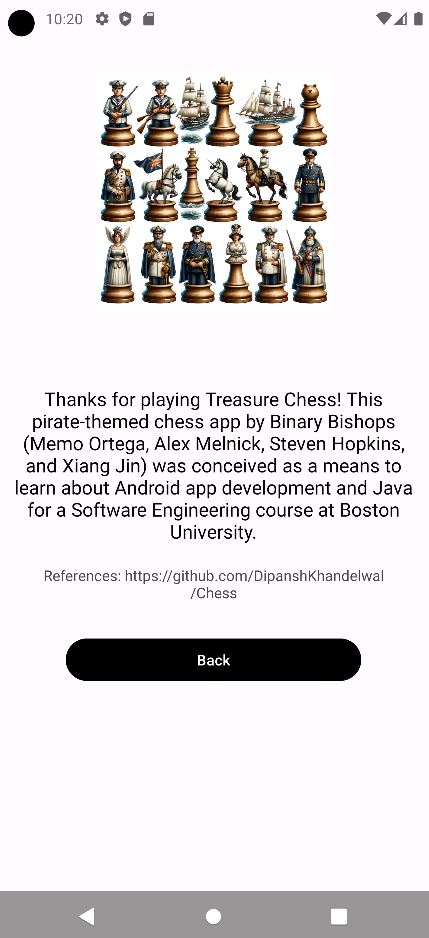 10:20
Thanks for playing Treasure Chess! This
pirate-themed chess app by Binary Bishops
(Memo Ortega, Alex Melnick, Steven Hopkins,
and Xiang Jin) was conceived as a means to
learn about Android app development and Java
for a Software Engineering course at Boston
University.
References: https://github.com/DipanshKhandelwal
/Chess
Back